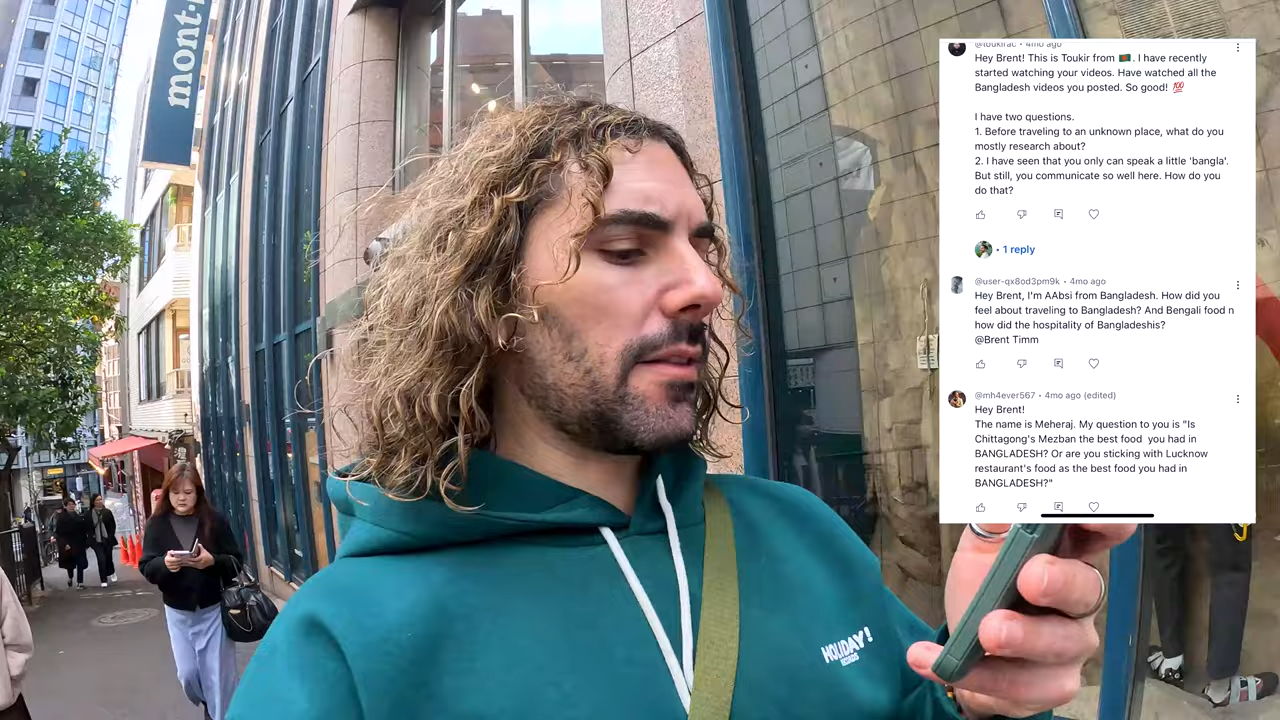 mont-
@toukirac • 4mo ago
Hey Brent! This is Toukir from 🇧🇩. I have recently
started watching your videos. Have watched all the
Bangladesh videos you posted. So good! 💯
I have two questions.
1. Before traveling to an unknown place, what do you
mostly research about?
2. I have seen that you only can speak a little 'bangla'.
But still, you communicate so well here. How do you
do that?
• 1 reply
@user-qx8od3pm9k • 4mo ago
Hey Brent, I'm AAbsi from Bangladesh. How did you
feel about traveling to Bangladesh? And Bengali food n
how did the hospitality of Bangladeshis?
@Brent Timm
@mh4ever567 • 4mo ago (edited)
Hey Brent!
The name is Meheraj. My question to you is "Is
Chittagong's Mezban the best food you had in
BANGLADESH? Or are you sticking with Lucknow
restaurant's food as the best food you had in
BANGLADESH?"
HOLIDAY!
RECORDS